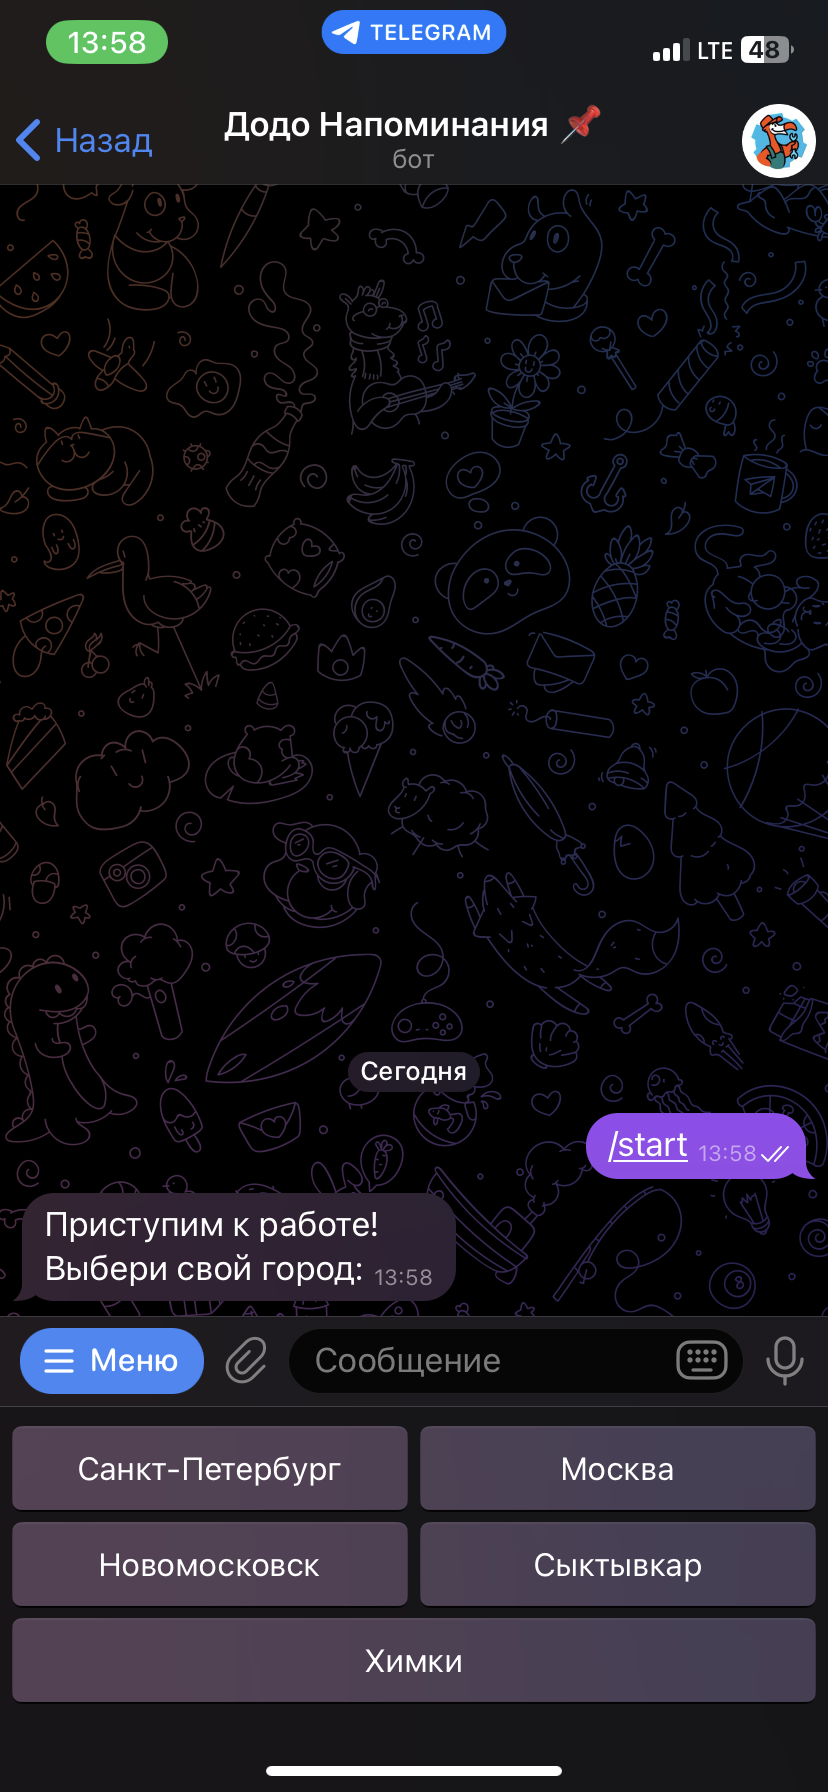 13:58
TELEGRAM
LTE
48
Назад
Додо Напоминания
бот
Сегодня
/start 13:58
Приступим к работе!
Выбери свой город: 13:58
Меню
Сообщение
Санкт-Петербург
Москва
Новомосковск
Сыктывкар
Химки